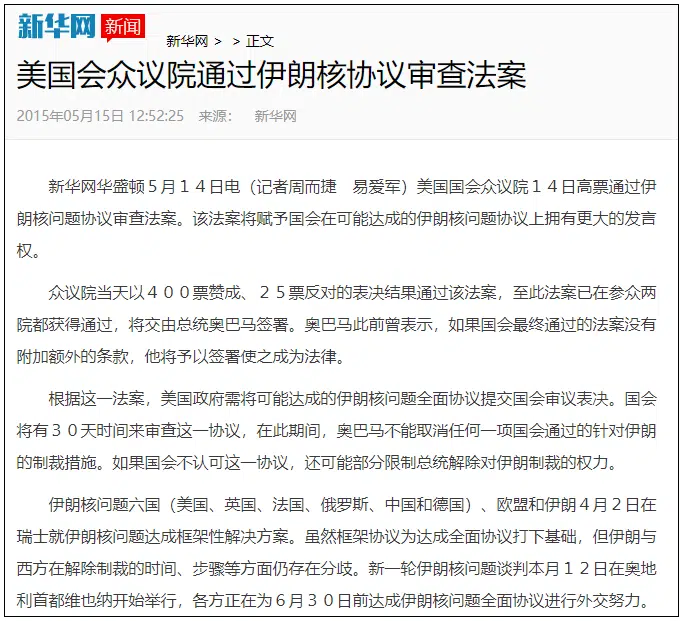 新华网 新闻
新华网 > > 正文
美国会众议院通过伊朗核协议审查法案
2015年05月15日 12:52:25 来源： 新华网
新华网华盛顿５月１４日电（记者周而捷　易爱军）美国国会众议院１４日高票通过伊
朗核问题协议审查法案。该法案将赋予国会在可能达成的伊朗核问题协议上拥有更大的发言
权。
众议院当天以４００票赞成、２５票反对的表决结果通过该法案，至此法案已在参众两
院都获得通过，将交由总统奥巴马签署。奥巴马此前曾表示，如果国会最终通过的法案没有
附加额外的条款，他将予以签署使之成为法律。
根据这一法案，美国政府需将可能达成的伊朗核问题全面协议提交国会审议表决。国会
将有３０天时间来审查这一协议，在此期间，奥巴马不能取消任何一项国会通过的针对伊朗
的制裁措施。如果国会不认可这一协议，还可能部分限制总统解除对伊朗制裁的权力。
伊朗核问题六国（美国、英国、法国、俄罗斯、中国和德国）、欧盟和伊朗４月２日在
瑞士就伊朗核问题达成框架性解决方案。虽然框架协议为达成全面协议打下基础，但伊朗与
西方在解除制裁的时间、步骤等方面仍存在分歧。新一轮伊朗核问题谈判本月１２日在奥地
利首都维也纳开始举行，各方正在为６月３０日前达成伊朗核问题全面协议进行外交努力。